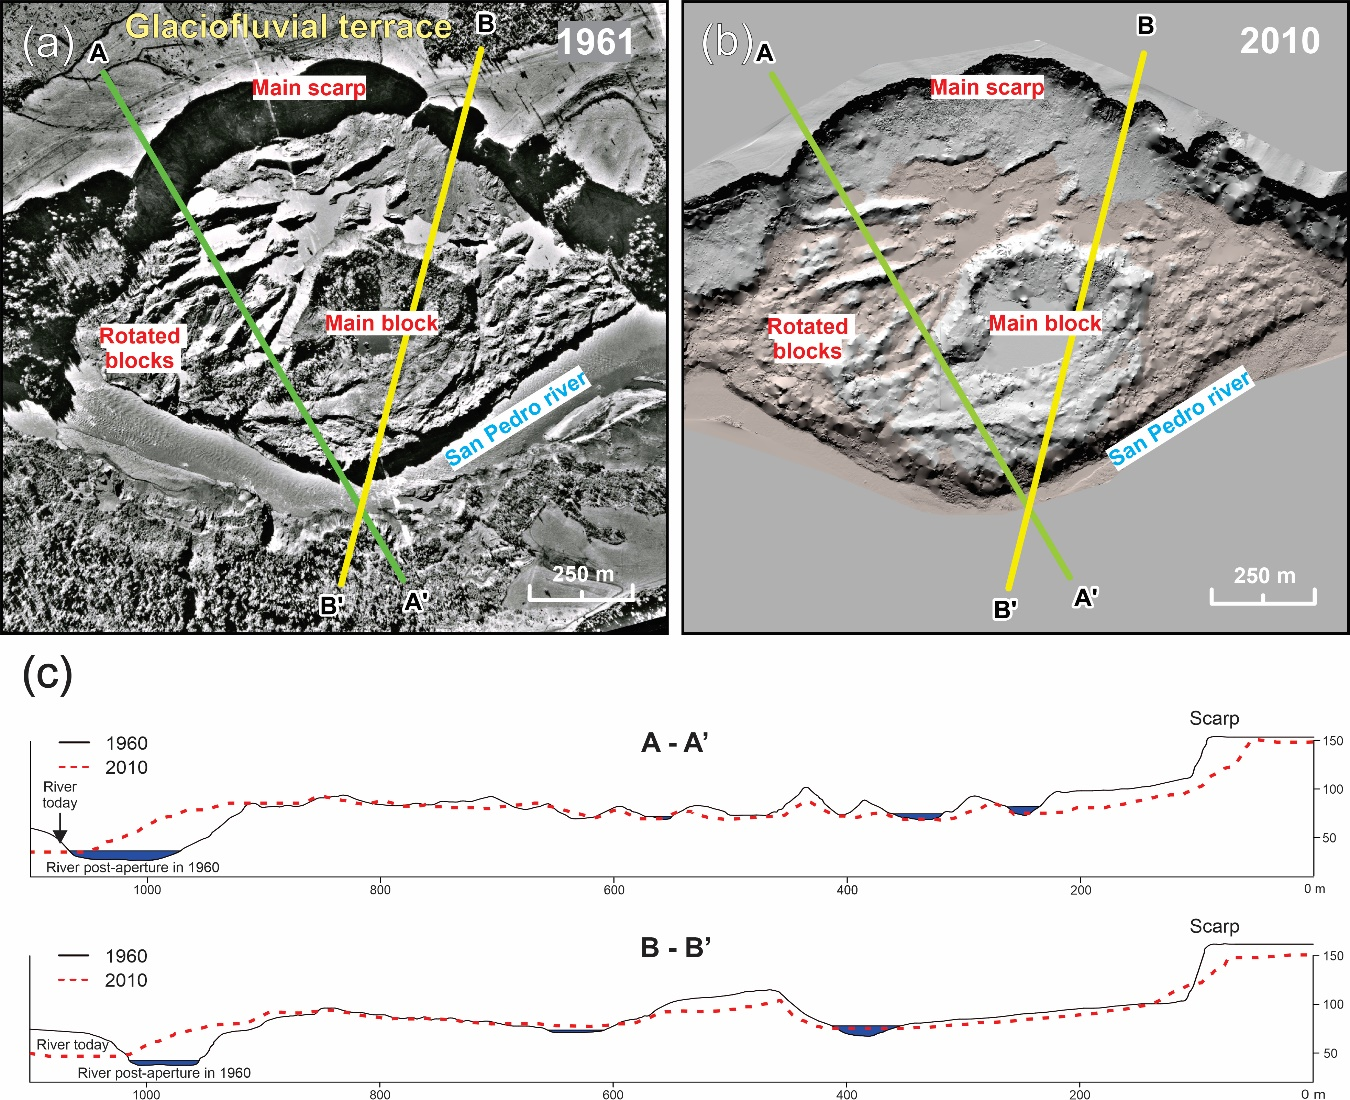 (a)
Glaciofluvial terrace
B
1961
A
Main scarp
Rotated
blocks
Main block
San Pedro river
250 m
B'
A'
(b)
A
B
2010
Main scarp
Rotated
blocks
Main block
San Pedro river
250 m
B'
A'
(c)
A - A’
Scarp
1960
2010
River
today
River post-aperture in 1960
150
100
50
1000
800
600
400
200
0 m
B - B’
Scarp
1960
2010
River today
River post-aperture in 1960
150
100
50
1000
800
600
400
200
0 m